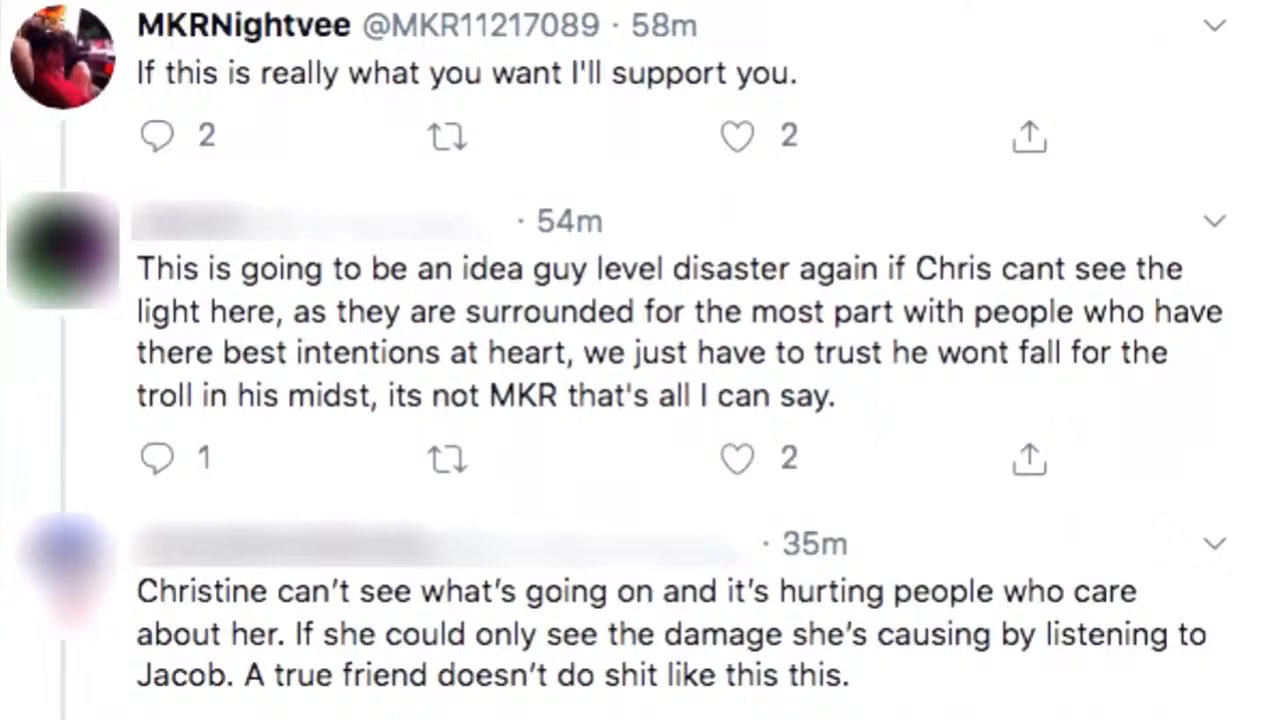 MKRNightvee @MKR11217089 · 58m
If this is really what you want I'll support you.
2 2
· 54m
This is going to be an idea guy level disaster again if Chris cant see the
light here, as they are surrounded for the most part with people who have
there best intentions at heart, we just have to trust he wont fall for the
troll in his midst, its not MKR that's all I can say.
1 2
· 35m
Christine can’t see what’s going on and it’s hurting people who care
about her. If she could only see the damage she’s causing by listening to
Jacob. A true friend doesn’t do shit like this this.